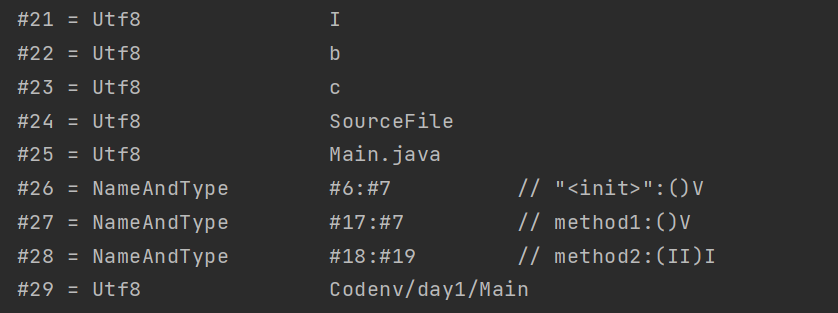 #21 = Utf8               I
#22 = Utf8               b
#23 = Utf8               c
#24 = Utf8               SourceFile
#25 = Utf8               Main.java
#26 = NameAndType        #6:#7          // "<init>":()V
#27 = NameAndType        #17:#7         // method1:()V
#28 = NameAndType        #18:#19        // method2:(II)I
#29 = Utf8               Codenv/day1/Main